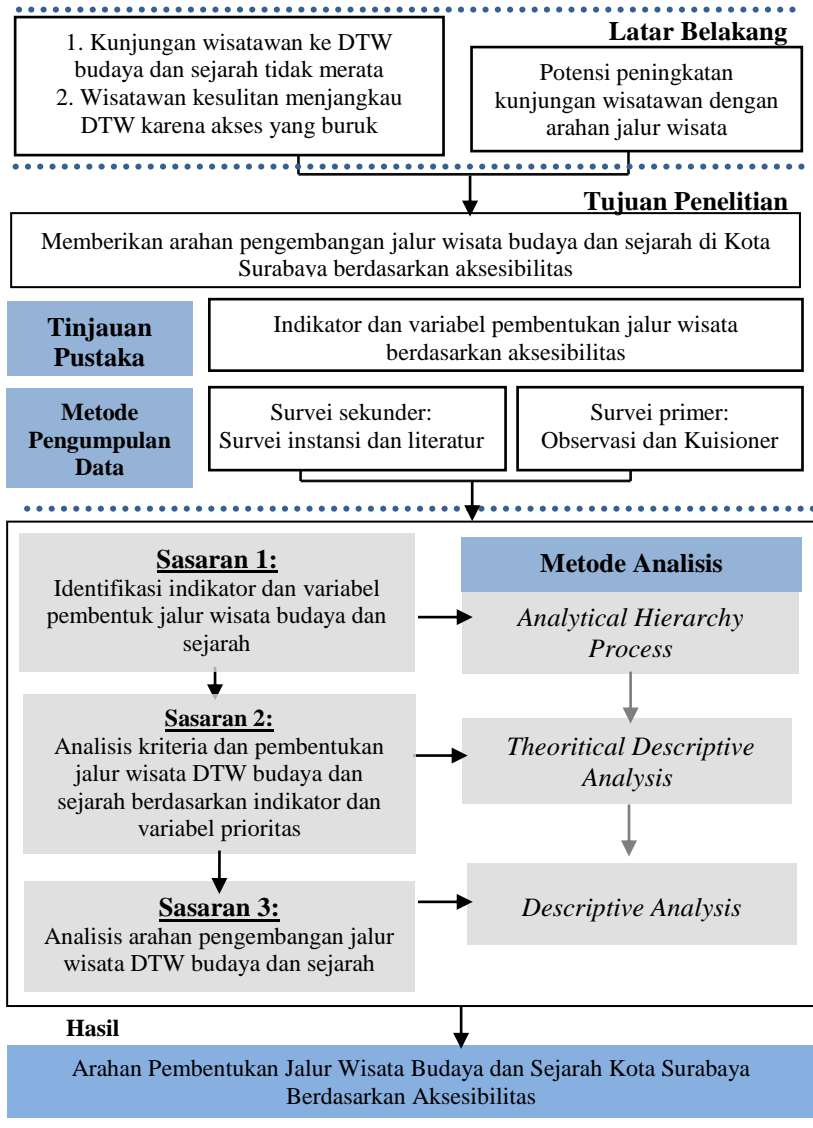 Latar Belakang
1. Kunjungan wisatawan ke DTW
budaya dan sejarah tidak merata
2. Wisatawan kesulitan menjangkau
DTW karena akses yang buruk
Potensi peningkatan
kunjungan wisatawan dengan
arahan jalur wisata
Tujuan Penelitian
Memberikan arahan pengembangan jalur wisata budaya dan sejarah di Kota
Surabaya berdasarkan aksesibilitas
Tinjauan
Pustaka
Indikator dan variabel pembentukan jalur wisata
berdasarkan aksesibilitas
Metode
Pengumpulan
Data
Survei sekunder:
Survei instansi dan literatur
Survei primer:
Observasi dan Kuisioner
Sasaran 1:
Identifikasi indikator dan variabel
pembentuk jalur wisata budaya dan
sejarah
Metode Analisis
Analytical Hierarchy
Process
Sasaran 2:
Analisis kriteria dan pembentukan
jalur wisata DTW budaya dan
sejarah berdasarkan indikator dan
variabel prioritas
Theoritical Descriptive
Analysis
Sasaran 3:
Analisis arahan pengembangan jalur
wisata DTW budaya dan sejarah
Descriptive Analysis
Hasil
Arahan Pembentukan Jalur Wisata Budaya dan Sejarah Kota Surabaya
Berdasarkan Aksesibilitas